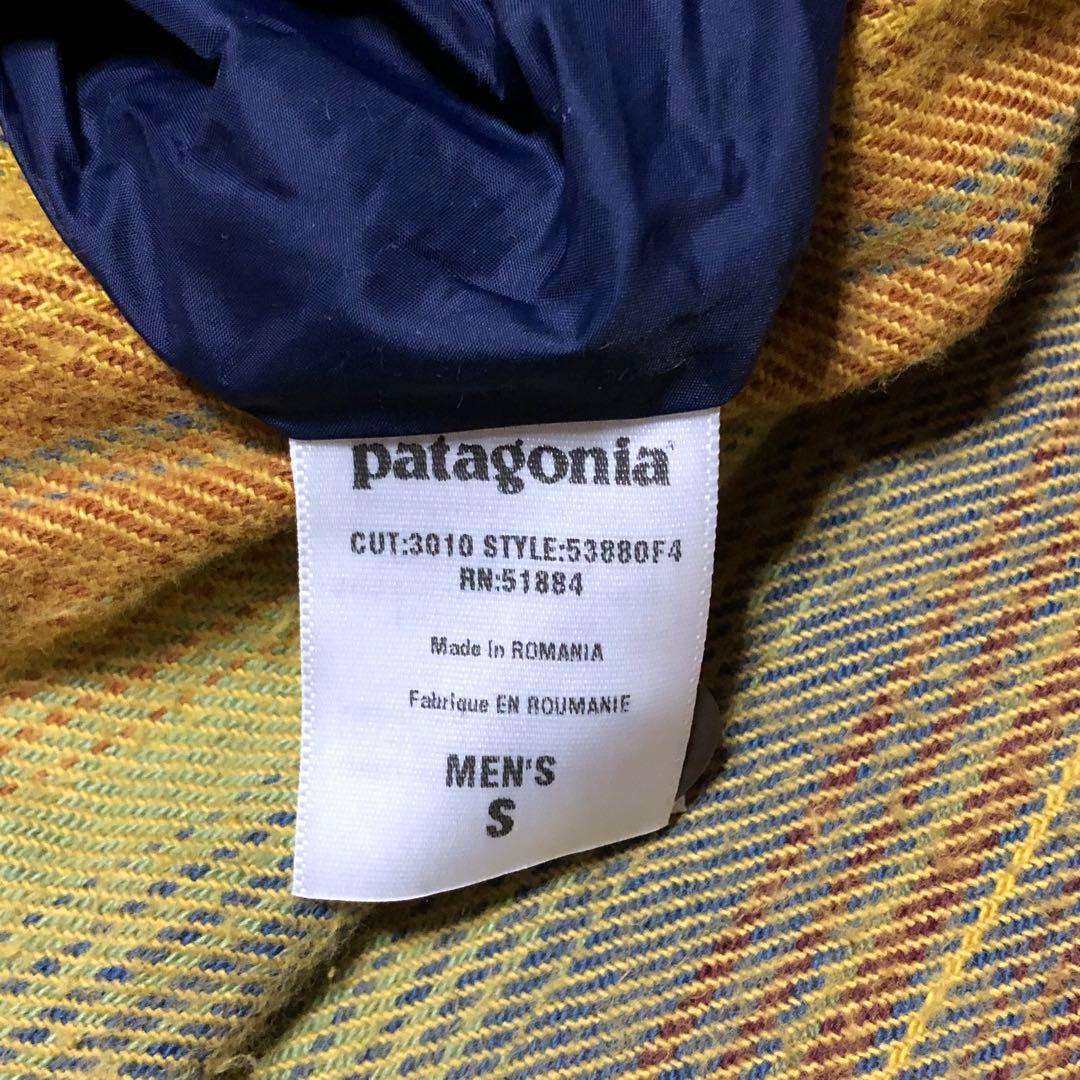 patagonia
CUT:3010 STYLE:53880F4
RN:51884
Made In ROMANIA
Fabrique EN ROUMANIE
MEN'S
S